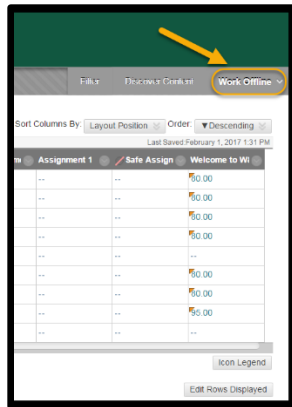 Filter Discover Content Work Offline
Sort Columns By: Layout Position Order: ▼Descending
Last Saved:February 1, 2017 1:31 PM
Assignment 1 Safe Assign Welcome to Wi
-- -- 80.00
-- -- 80.00
-- -- 80.00
-- -- 80.00
-- -- --
-- -- 80.00
-- -- 80.00
-- -- 95.00
-- -- --
Icon Legend
Edit Rows Displayed